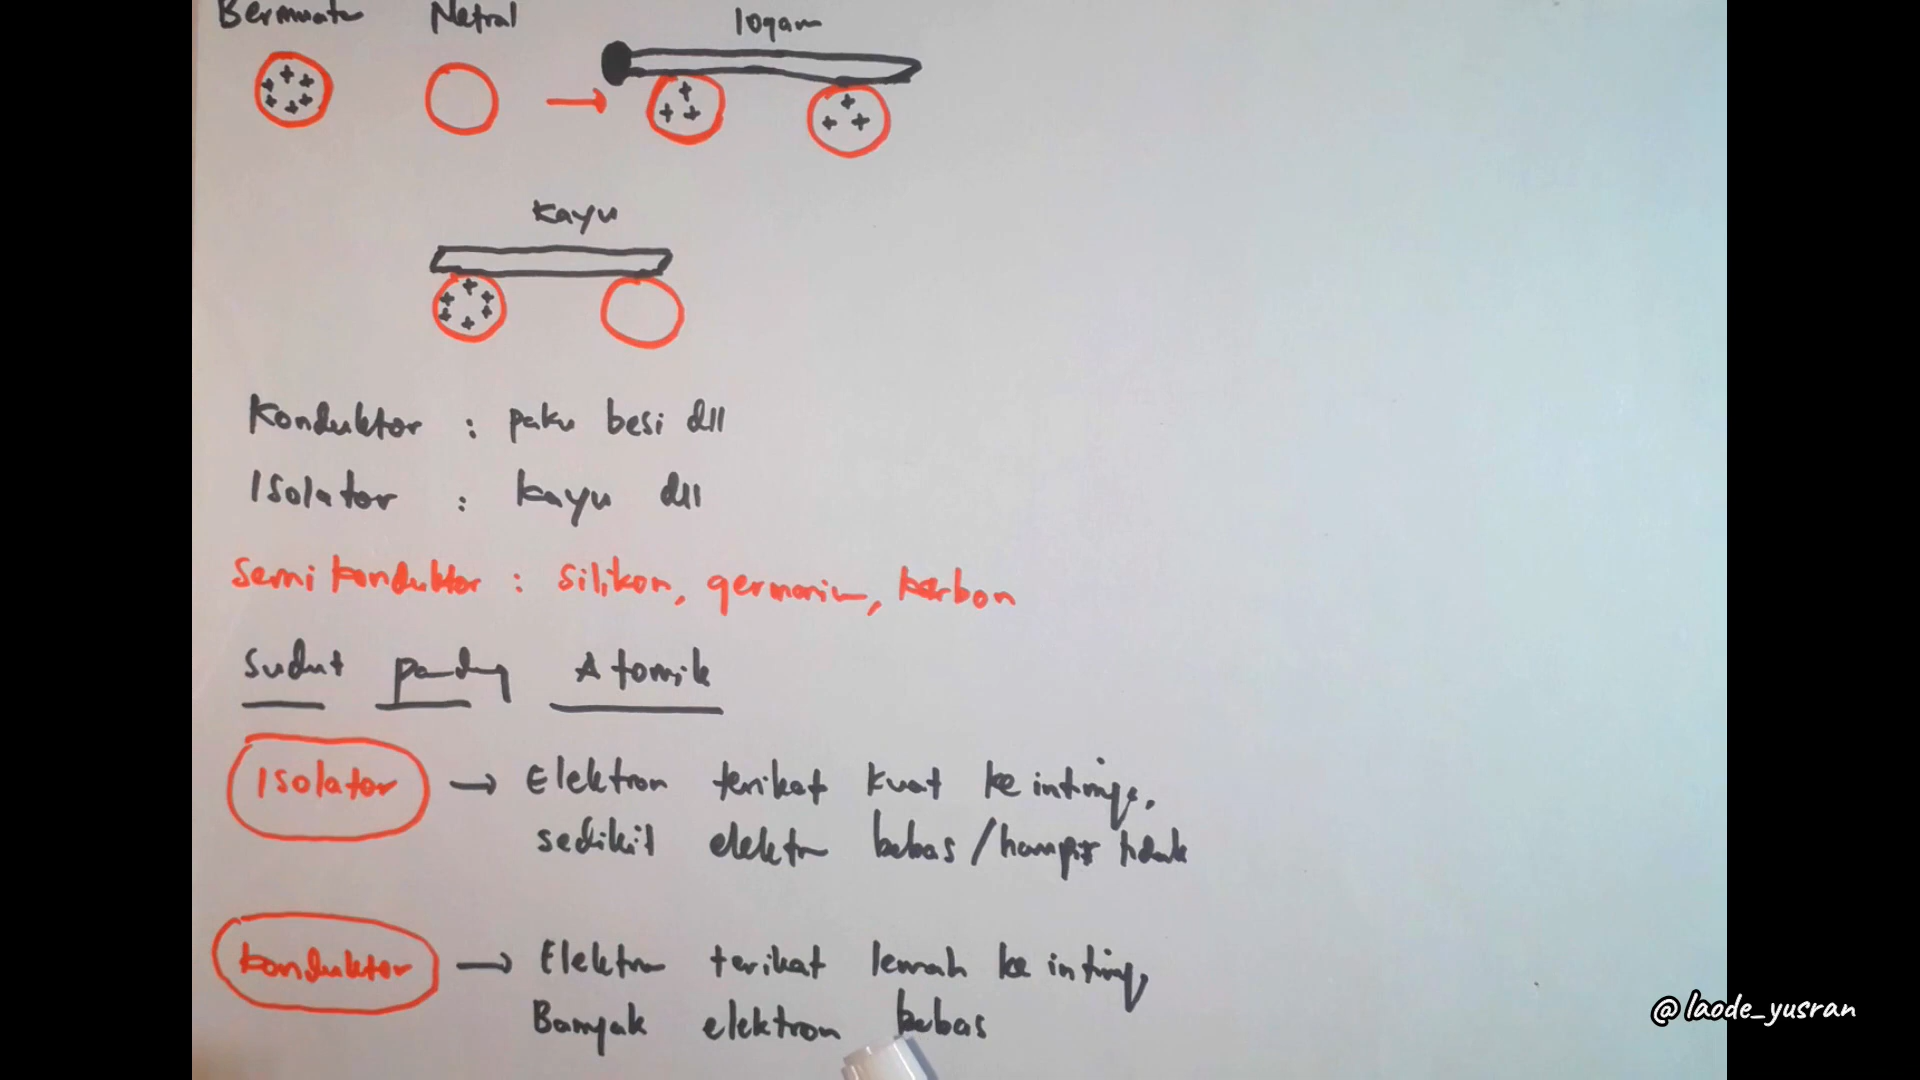 Bermuatan Netral logam
+ + + + + +
+ + +
+ + +
kayu
+ + + + + +
Konduktor : paku besi dll
Isolator : kayu dll
Semi konduktor : silikon, germanium, karbon
Sudut pandang Atomik
Isolator → Elektron terikat kuat ke intinya,
sedikit elektron bebas / hampir tidak
konduktor → Elektron terikat lemah ke intinya,
Banyak elektron bebas
@laode_yusran